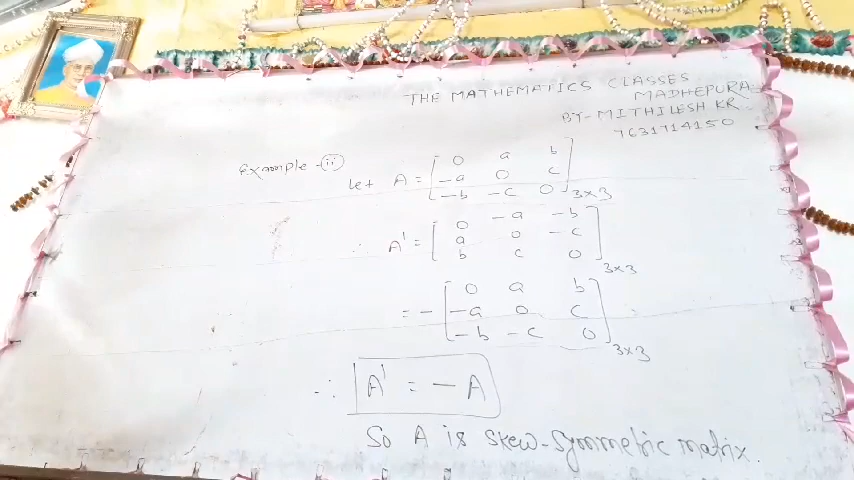 THE MATHEMATICS CLASSES
MADHEPURA
BY-MITHILESH KR
7631714150
Example-(ii)
Let A = [ 0 a b
-a 0 c
-b -c 0 ] 3×3
∴ A' = [ 0 -a -b
a 0 -c
b c 0 ] 3×3
= - [ 0 a b
-a 0 c
-b -c 0 ] 3×3
∴ A' = - A
So A is skew-symmetric matrix.